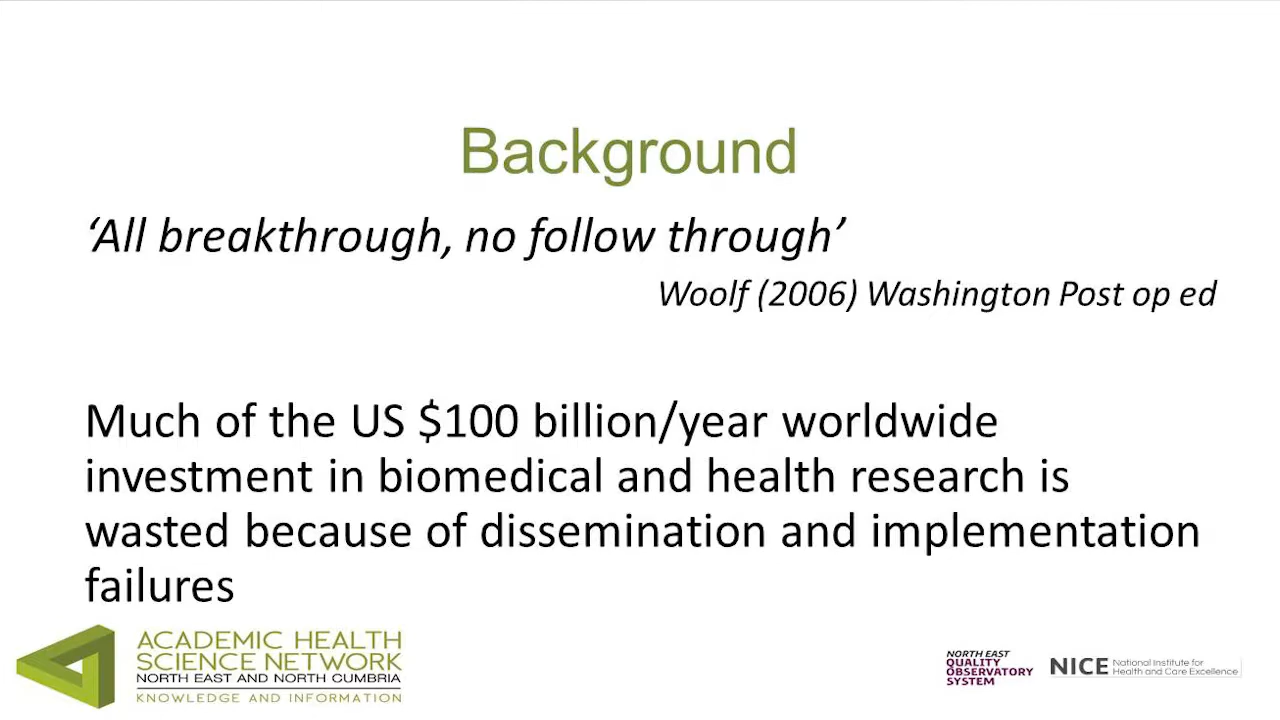 Background
‘All breakthrough, no follow through’
Woolf (2006) Washington Post op ed
Much of the US $100 billion/year worldwide
investment in biomedical and health research is
wasted because of dissemination and implementation
failures
ACADEMIC HEALTH
SCIENCE NETWORK
NORTH EAST AND NORTH CUMBRIA
KNOWLEDGE AND INFORMATION
NORTH EAST
QUALITY
OBSERVATORY
SYSTEM
NICE National Institute for
Health and Care Excellence